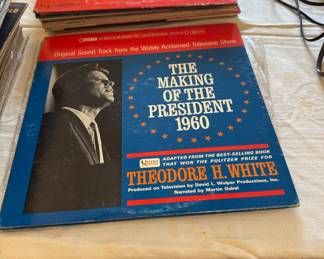 Original Sound Track from the Widely Acclaimed Television Show
THE
MAKING OF
THE
PRESIDENT
1960
UNITED
ARTISTS
ADAPTED FROM THE BEST-SELLING BOOK
THAT WON THE PULITZER PRIZE FOR
THEODORE H. WHITE
Produced on Television by David L. Wolper Productions, Inc.
Narrated by Martin Gabel